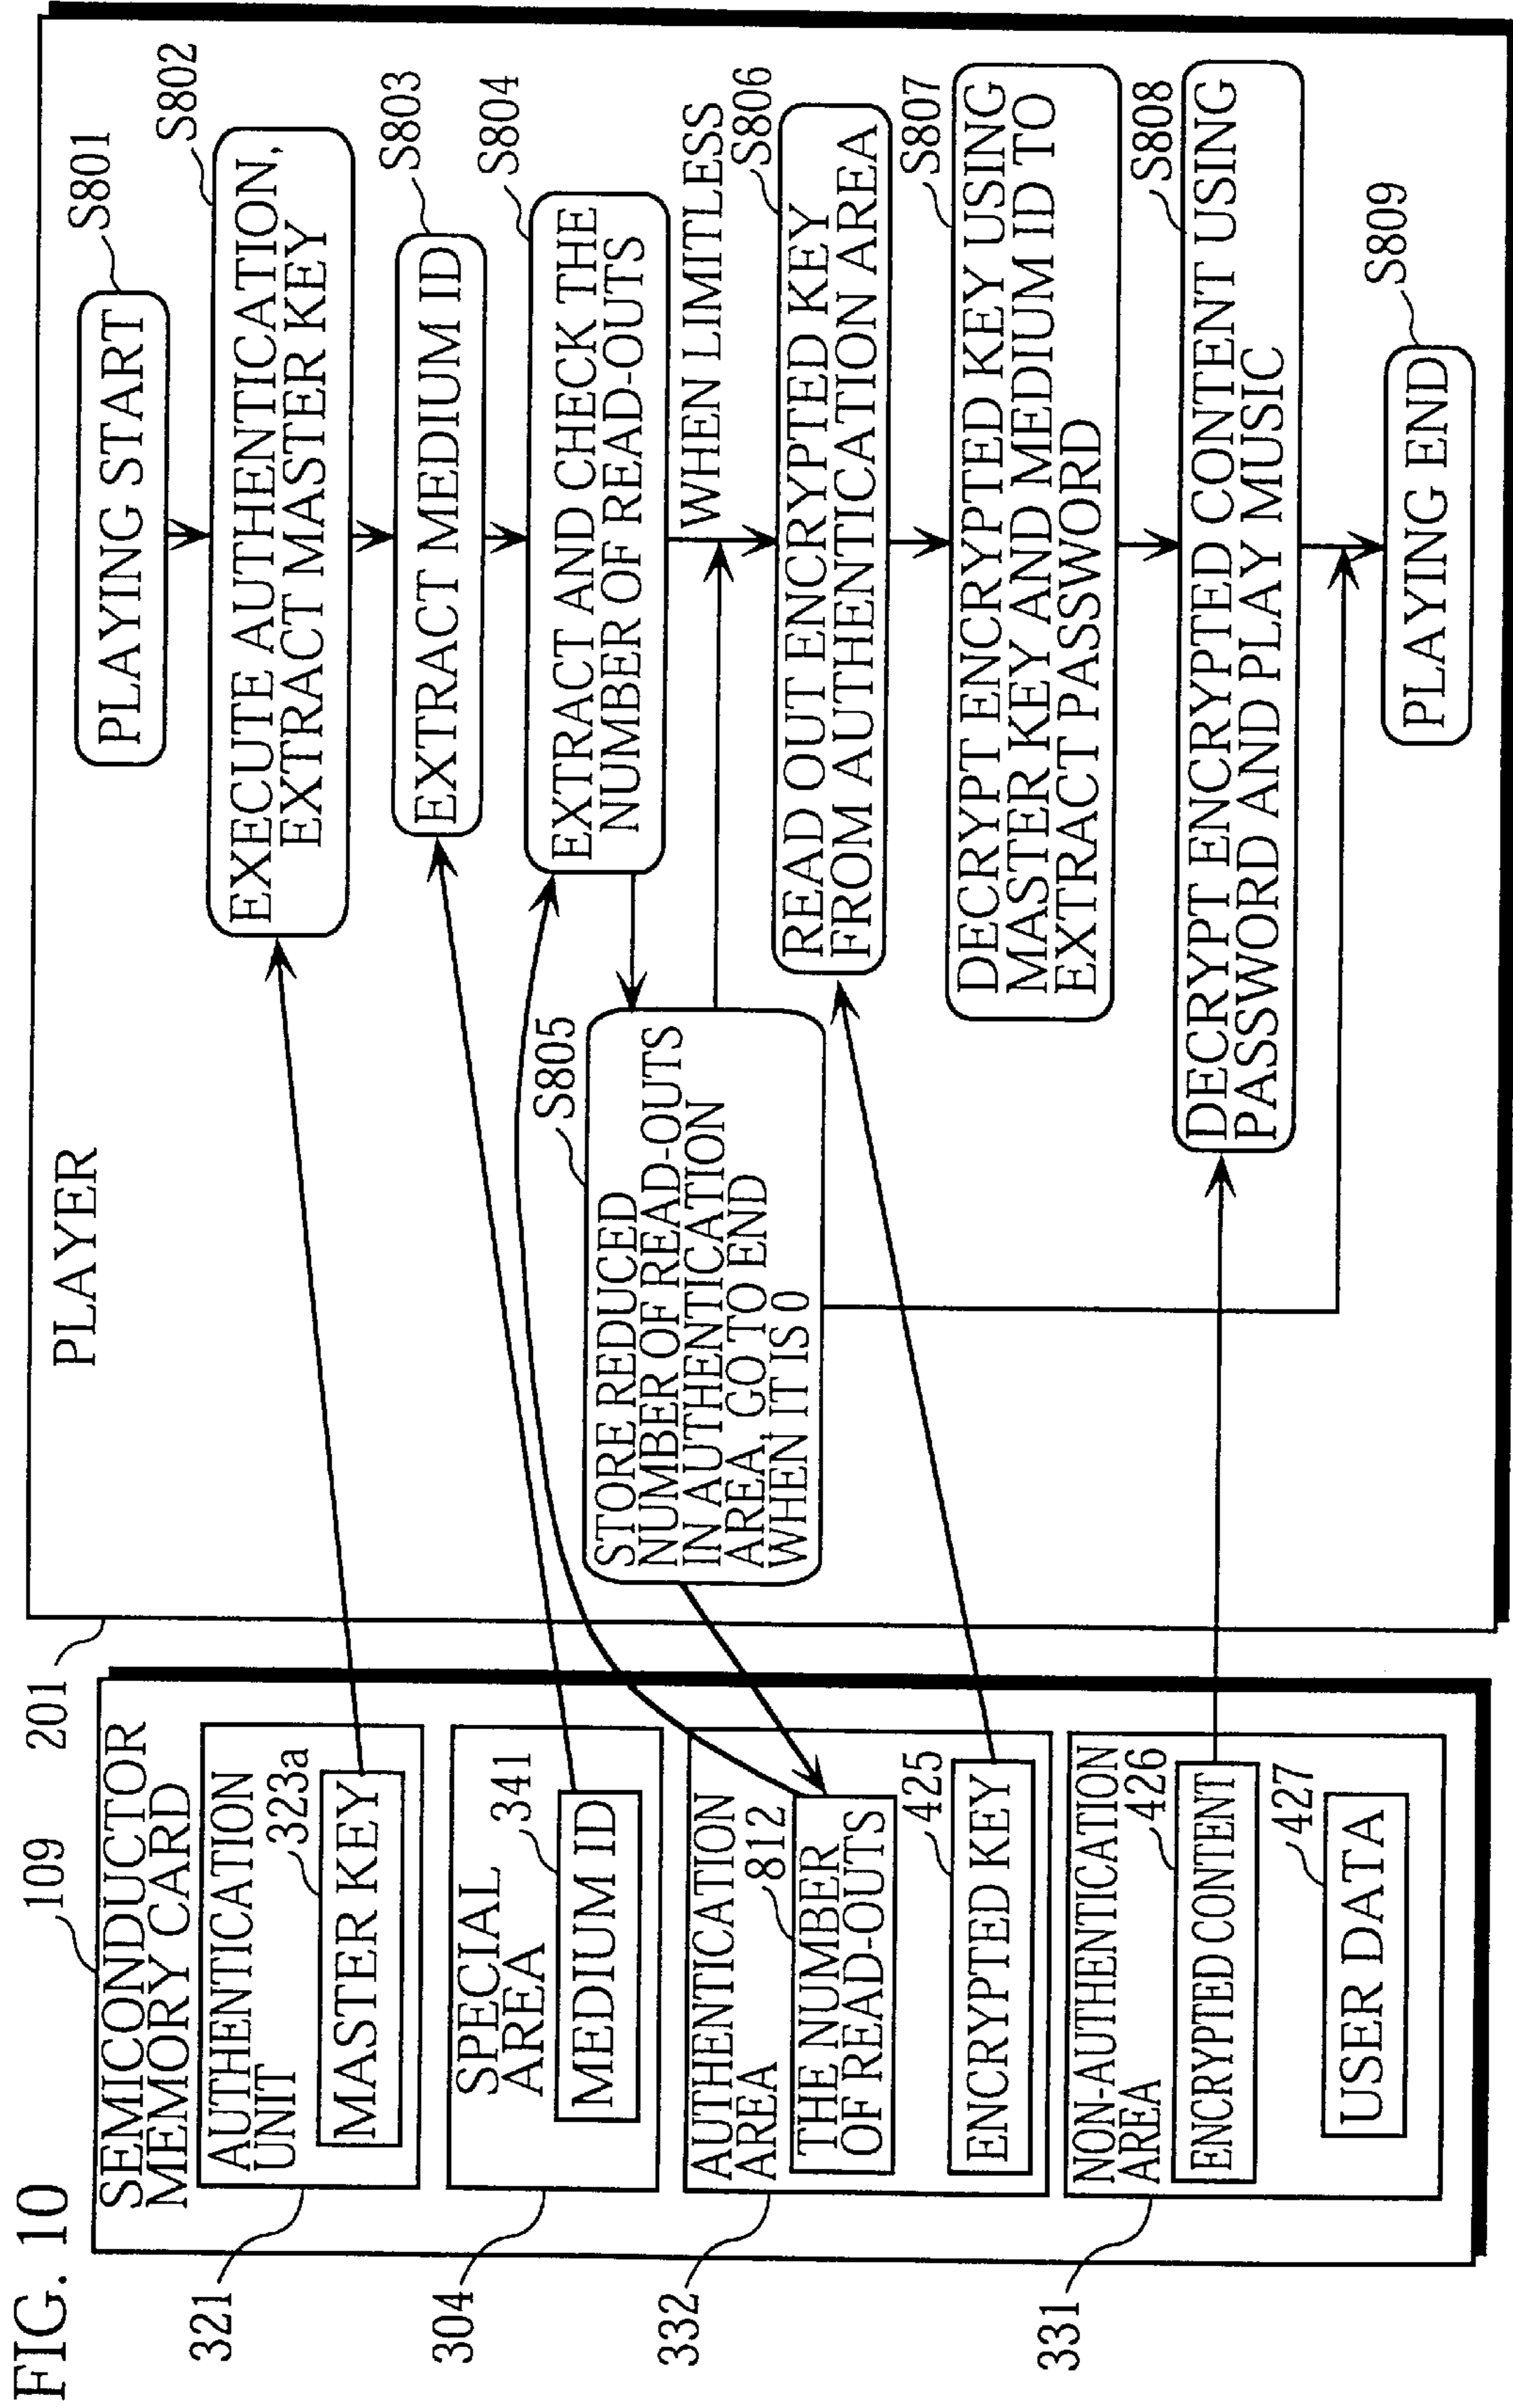 FIG. 10
109
SEMICONDUCTOR
MEMORY CARD
321
AUTHENTICATION
UNIT
323a
MASTER KEY
304
SPECIAL
AREA
341
MEDIUM ID
332
AUTHENTICATION
AREA
812
THE NUMBER
OF READ-OUTS
425
ENCRYPTED KEY
331
NON-AUTHENTICATION
AREA
426
ENCRYPTED CONTENT
427
USER DATA
201
PLAYER
PLAYING START
S801
EXECUTE AUTHENTICATION,
EXTRACT MASTER KEY
S802
EXTRACT MEDIUM ID
S803
EXTRACT AND CHECK THE
NUMBER OF READ-OUTS
S804
WHEN LIMITLESS
S805
STORE REDUCED
NUMBER OF READ-OUTS
IN AUTHENTICATION
AREA, GO TO END
WHEN IT IS 0
READ OUT ENCRYPTED KEY
FROM AUTHENTICATION AREA
S806
DECRYPT ENCRYPTED KEY USING
MASTER KEY AND MEDIUM ID TO
EXTRACT PASSWORD
S807
DECRYPT ENCRYPTED CONTENT USING
PASSWORD AND PLAY MUSIC
S808
PLAYING END
S809